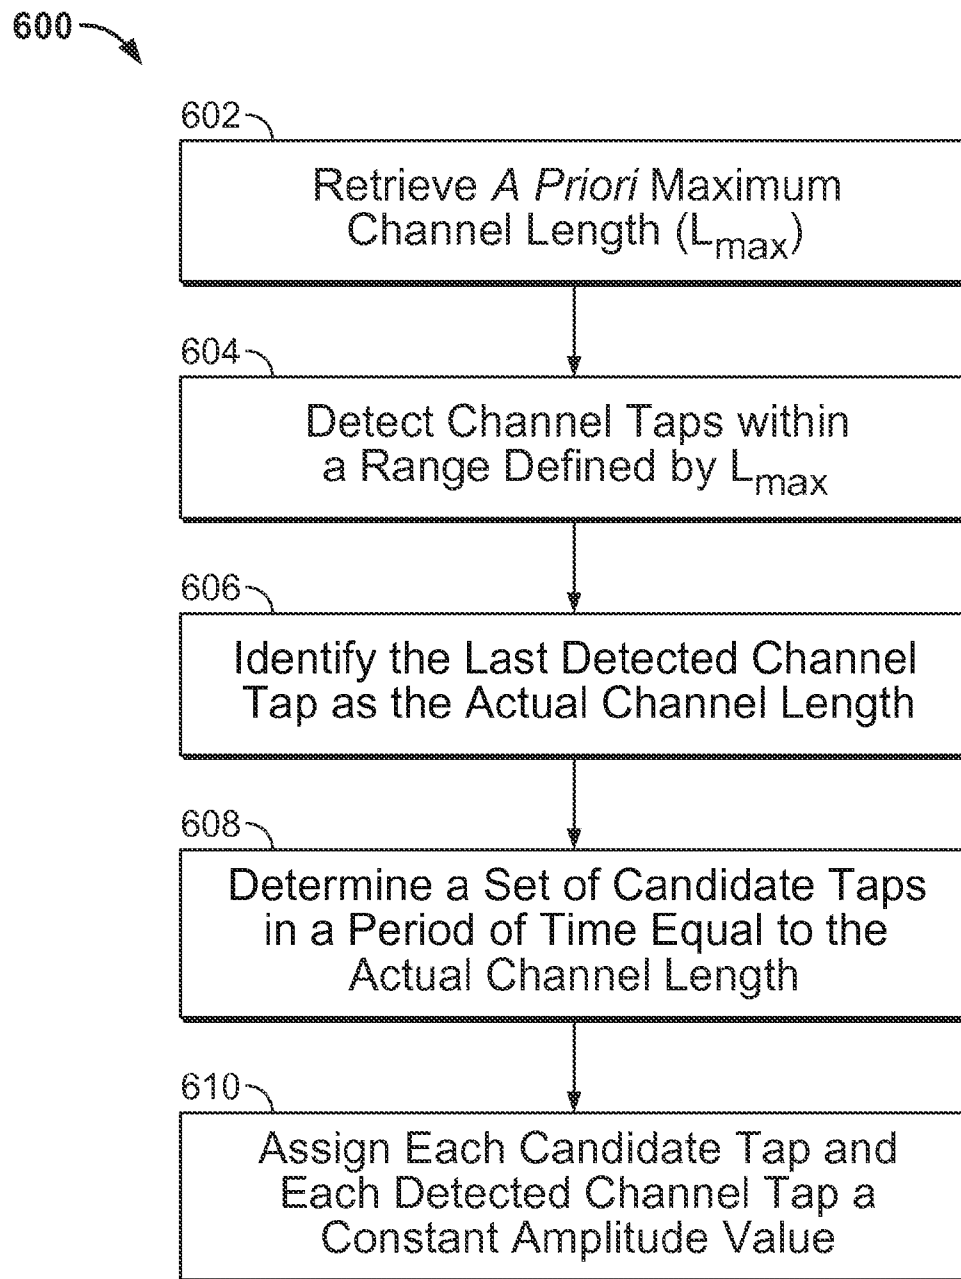 600
602
Retrieve A Priori Maximum
Channel Length (Lmax)
604
Detect Channel Taps within
a Range Defined by Lmax
606
Identify the Last Detected Channel
Tap as the Actual Channel Length
608
Determine a Set of Candidate Taps
in a Period of Time Equal to the
Actual Channel Length
610
Assign Each Candidate Tap and
Each Detected Channel Tap a
Constant Amplitude Value